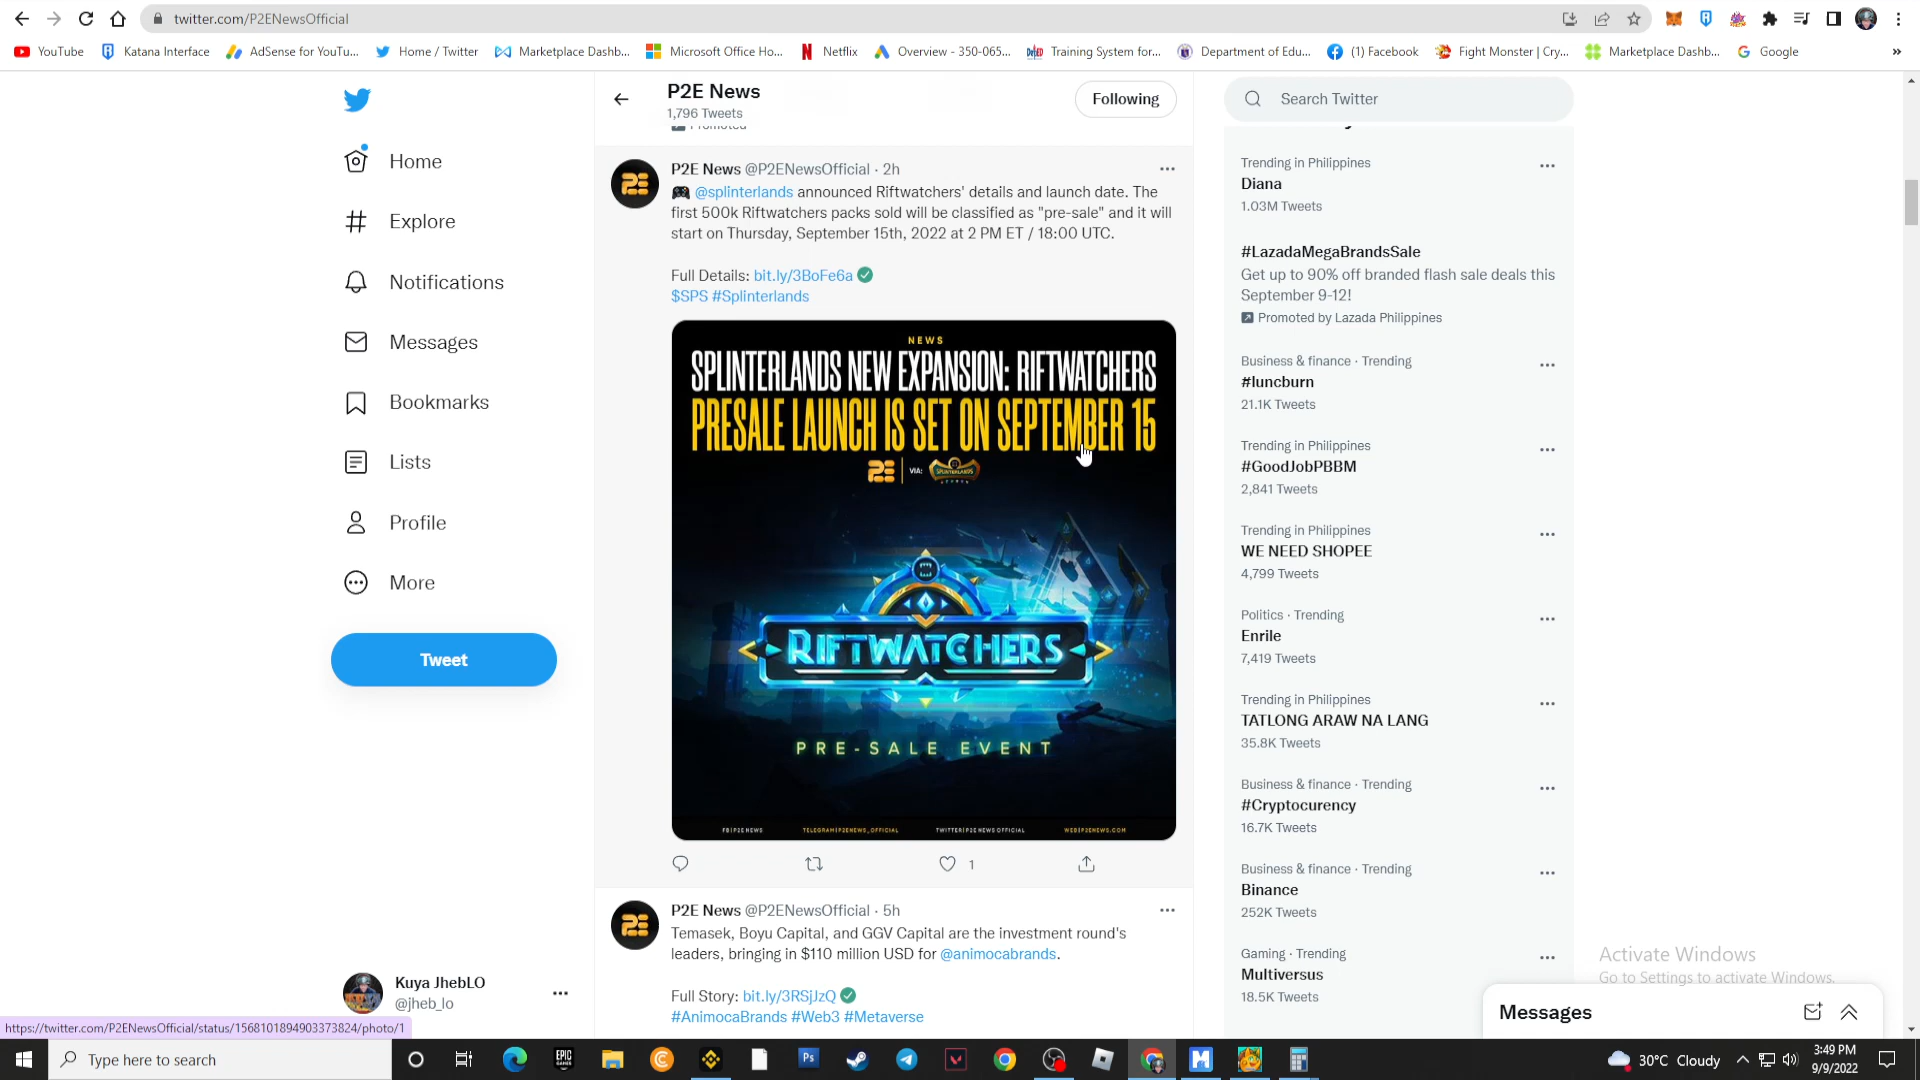 twitter.com/P2ENewsOfficial
YouTube
Katana Interface
AdSense for YouTu...
Home / Twitter
Marketplace Dashb...
Microsoft Office Ho...
Netflix
Overview - 350-065...
Training System for...
Department of Edu...
(1) Facebook
Fight Monster | Cry...
Marketplace Dashb...
Google
»
Home
Explore
Notifications
Messages
Bookmarks
Lists
Profile
More
Tweet
Kuya JhebLO
@jheb_lo
P2E News
1,796 Tweets
Following
Promoted
P2E News @P2ENewsOfficial · 2h
@splinterlands announced Riftwatchers' details and launch date. The
first 500k Riftwatchers packs sold will be classified as "pre-sale" and it will
start on Thursday, September 15th, 2022 at 2 PM ET / 18:00 UTC.
Full Details: bit.ly/3BoFe6a
$SPS #Splinterlands
NEWS
SPLINTERLANDS NEW EXPANSION: RIFTWATCHERS
PRESALE LAUNCH IS SET ON SEPTEMBER 15
VIA: SPLINTERLANDS
RIFTWATCHERS
PRE-SALE EVENT
FB|P2ENEWS
TELEGRAM|P2ENEWS_OFFICIAL
TWITTER|P2ENEWSOFFICIAL
WEB|P2ENEWS.COM
1
P2E News @P2ENewsOfficial · 5h
Temasek, Boyu Capital, and GGV Capital are the investment round's
leaders, bringing in $110 million USD for @animocabrands.
Full Story: bit.ly/3RSjJzQ
#AnimocaBrands #Web3 #Metaverse
Search Twitter
Trending in Philippines
Diana
1.03M Tweets
#LazadaMegaBrandsSale
Get up to 90% off branded flash sale deals this
September 9-12!
Promoted by Lazada Philippines
Business & finance · Trending
#luncburn
21.1K Tweets
Trending in Philippines
#GoodJobPBBM
2,841 Tweets
Trending in Philippines
WE NEED SHOPEE
4,799 Tweets
Politics · Trending
Enrile
7,419 Tweets
Trending in Philippines
TATLONG ARAW NA LANG
35.8K Tweets
Business & finance · Trending
#Cryptocurency
16.7K Tweets
Business & finance · Trending
Binance
252K Tweets
Gaming · Trending
Multiversus
18.5K Tweets
Activate Windows
Go to Settings to activate Windows.
Messages
https://twitter.com/P2ENewsOfficial/status/1568101894903373824/photo/1
Type here to search
EPIC GAMES
Ps
30°C Cloudy
3:49 PM
9/9/2022